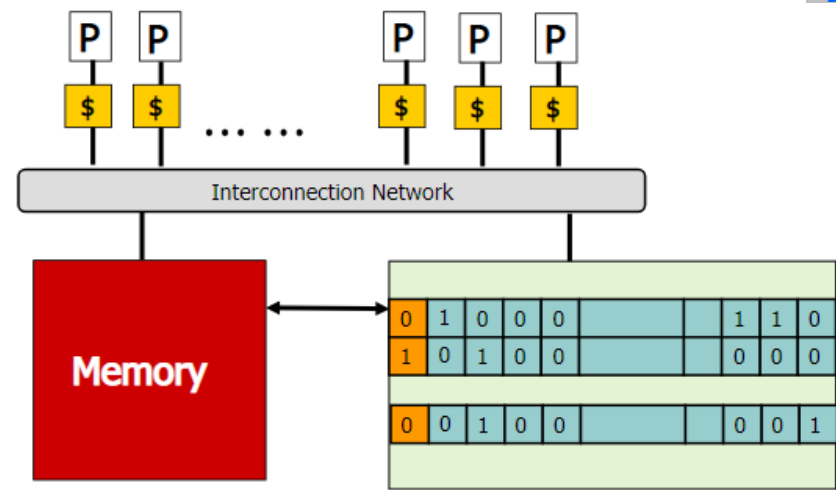 P P P P P
$ $ $ $ $
... ...
Interconnection Network
Memory
0 1 0 0 0 1 1 0
1 0 1 0 0 0 0 0
0 0 1 0 0 0 0 1